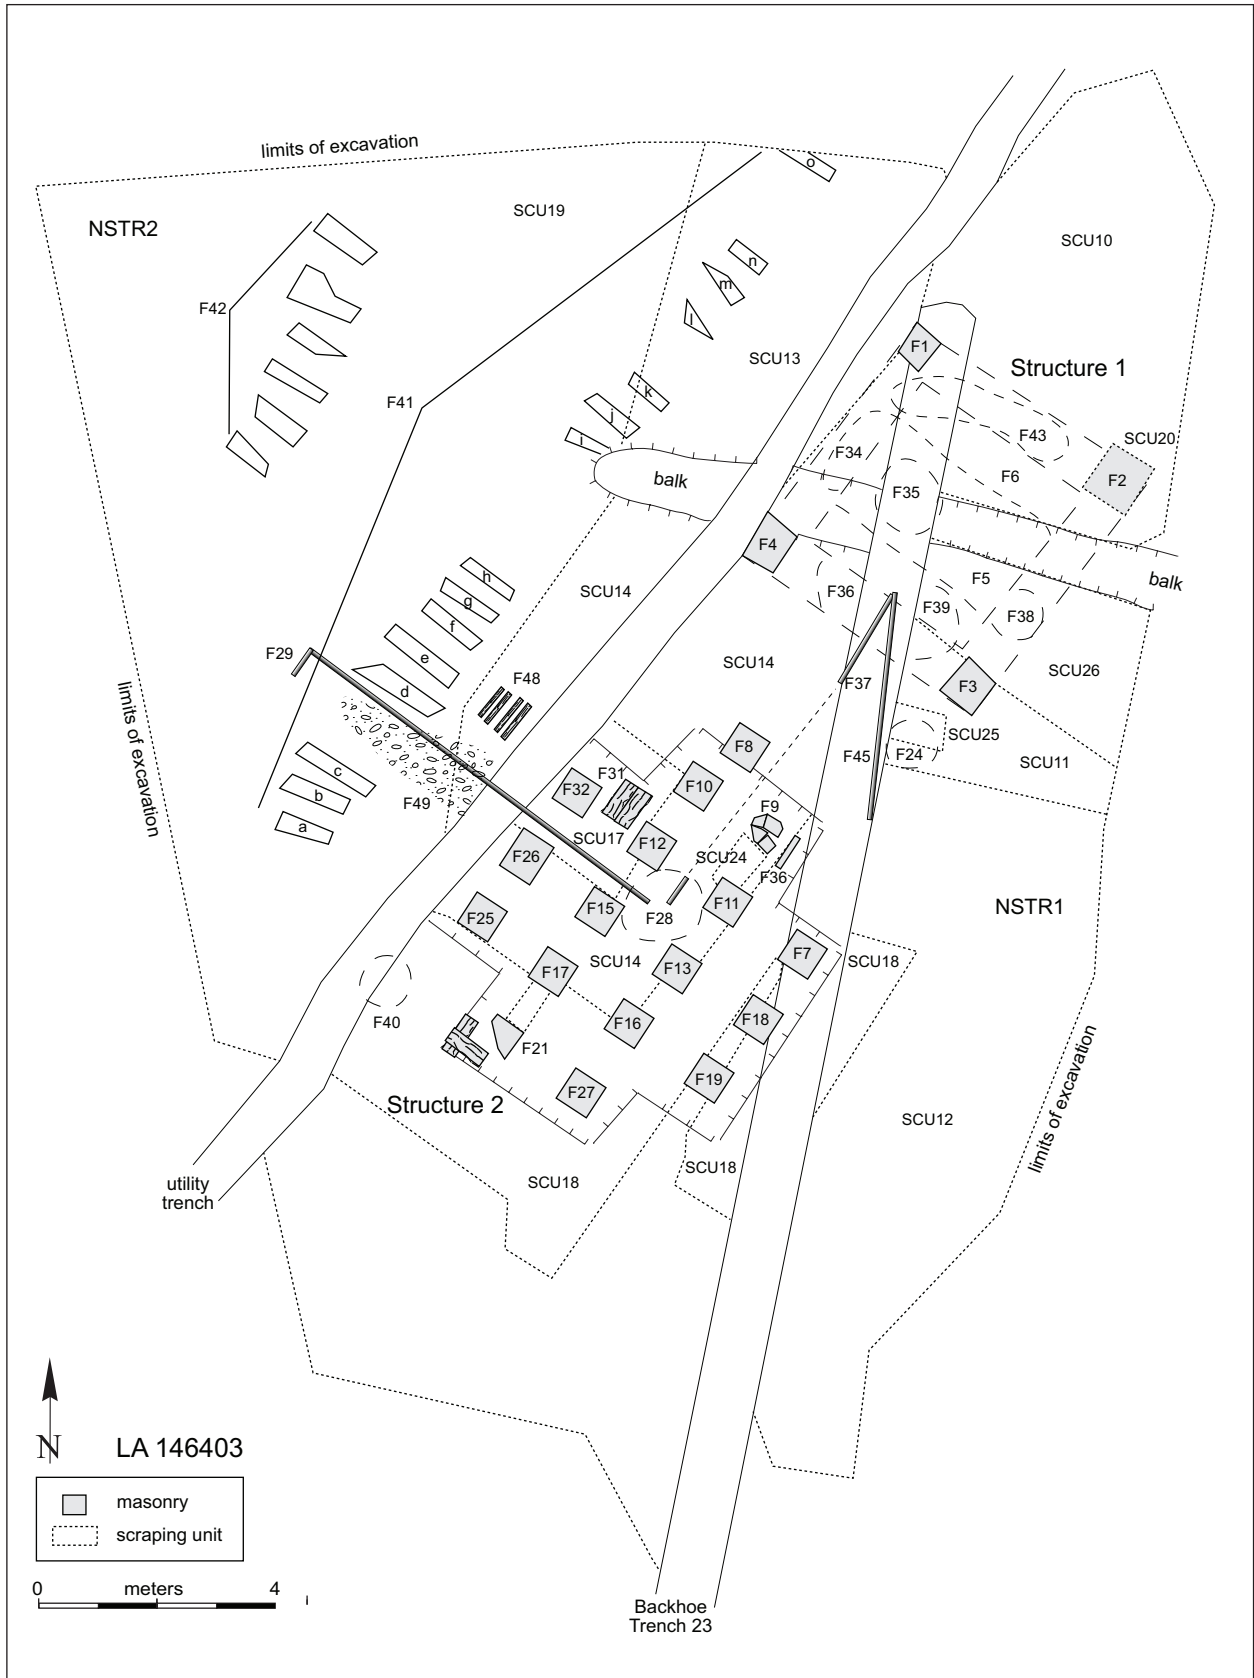 limits of excavation
o
SCU19
NSTR2
SCU10
n
m
F42
l
SCU13
F1
Structure 1
k
F41
j
i
F43
SCU20
F34
F6
balk
F2
F35
F4
h
F5
balk
g
SCU14
F36
F39
F38
f
e
F29
SCU14
SCU26
F48
d
F37
F3
limits of excavation
SCU25
F8
F45
F24
SCU11
c
F31
F10
F32
b
F49
F9
a
SCU17
F12
F26
SCU24
F36
F11
F15
F28
NSTR1
F25
F7
SCU14
SCU18
F17
F13
F40
F16
F18
F21
F19
F27
limits of excavation
Structure 2
SCU12
SCU18
SCU18
utility
trench
N
LA 146403
masonry
scraping unit
0 meters 4
Backhoe
Trench 23